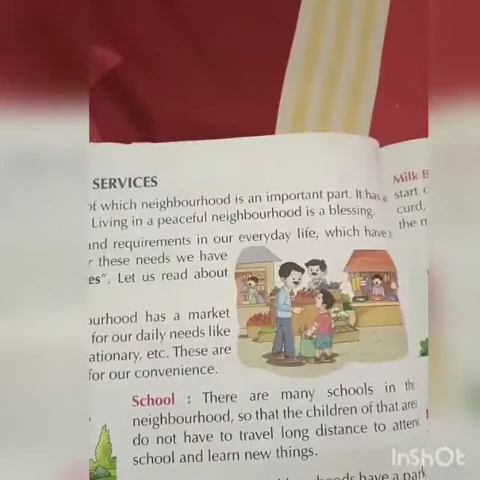 SERVICES
of which neighbourhood is an important part. It has
Living in a peaceful neighbourhood is a blessing.
and requirements in our everyday life, which have
these needs we have
es". Let us read about
ourhood has a market
for our daily needs like
ationary, etc. These are
for our convenience.
School : There are many schools in the
neighbourhood, so that the children of that are
do not have to travel long distance to atten
school and learn new things.
have a park
Milk B
start
curd,
the
InShOt